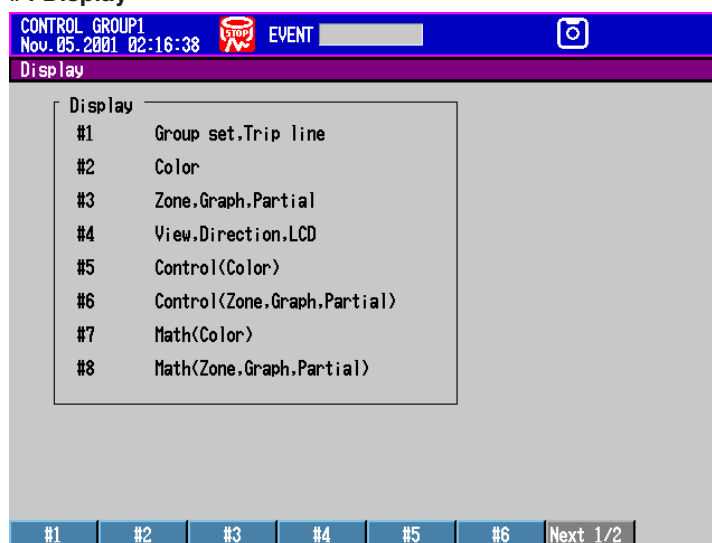 CONTROL GROUP1
Nov.05.2001 02:16:38
STOP
EVENT
Display
Display
#1 Group set,Trip line
#2 Color
#3 Zone,Graph,Partial
#4 View,Direction,LCD
#5 Control(Color)
#6 Control(Zone,Graph,Partial)
#7 Math(Color)
#8 Math(Zone,Graph,Partial)
#1 #2 #3 #4 #5 #6 Next 1/2